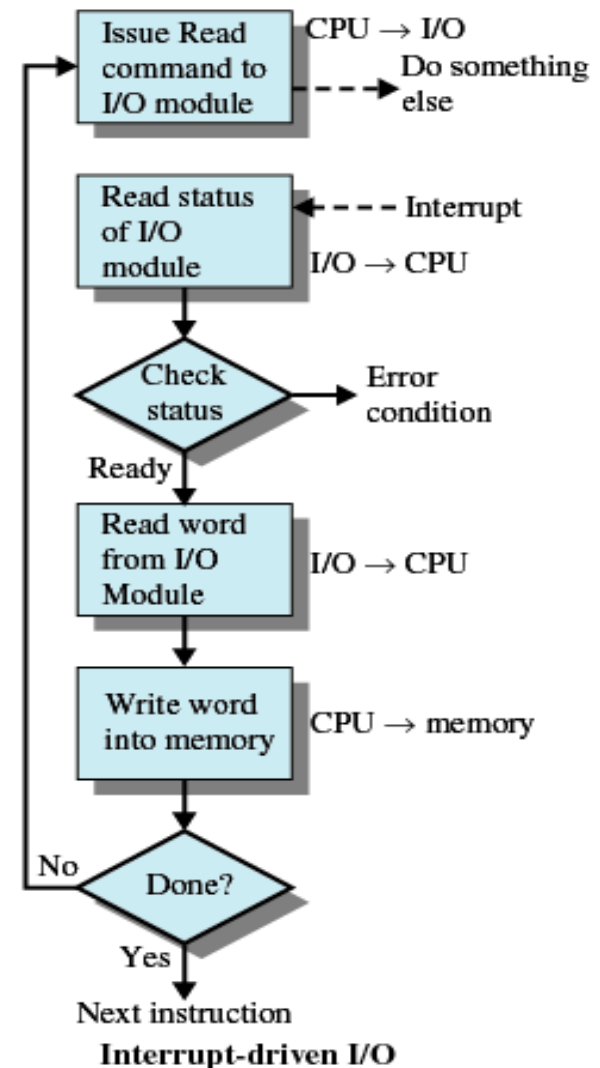 Issue Read
command to
I/O module
CPU → I/O
Do something
else
Read status
of I/O
module
Interrupt
I/O → CPU
Check
status
Error
condition
Ready
Read word
from I/O
Module
I/O → CPU
Write word
into memory
CPU → memory
No
Done?
Yes
Next instruction
Interrupt-driven I/O